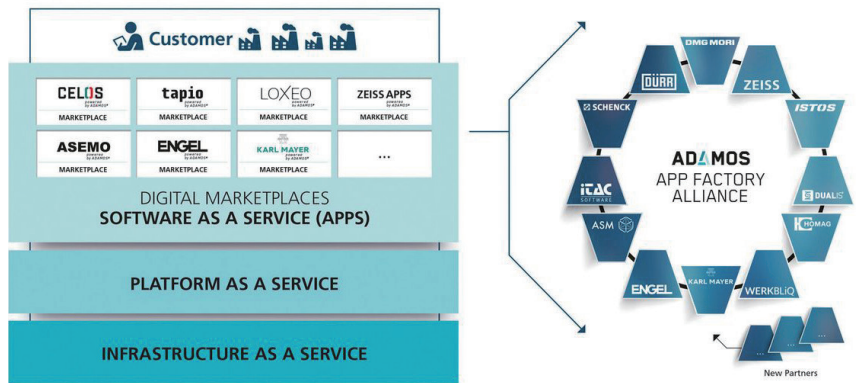 Customer
CELOS
powered by ADAMOS
MARKETPLACE
tapio
powered by ADAMOS
MARKETPLACE
LOXEO
powered by ADAMOS
MARKETPLACE
ZEISS APPS
powered by ADAMOS
MARKETPLACE
ASEMO
powered by ADAMOS
MARKETPLACE
ENGEL
powered by ADAMOS
MARKETPLACE
KARL MAYER
powered by ADAMOS
MARKETPLACE
...
DIGITAL MARKETPLACES
SOFTWARE AS A SERVICE (APPS)
PLATFORM AS A SERVICE
INFRASTRUCTURE AS A SERVICE
ADAMOS
APP FACTORY
ALLIANCE
DMG MORI
ZEISS
ISTOS
DUALIS
HOMAG
WERKBLiQ
KARL MAYER
ENGEL
ASM
iTAC
SOFTWARE
SCHENCK
DÜRR
...
...
...
New Partners